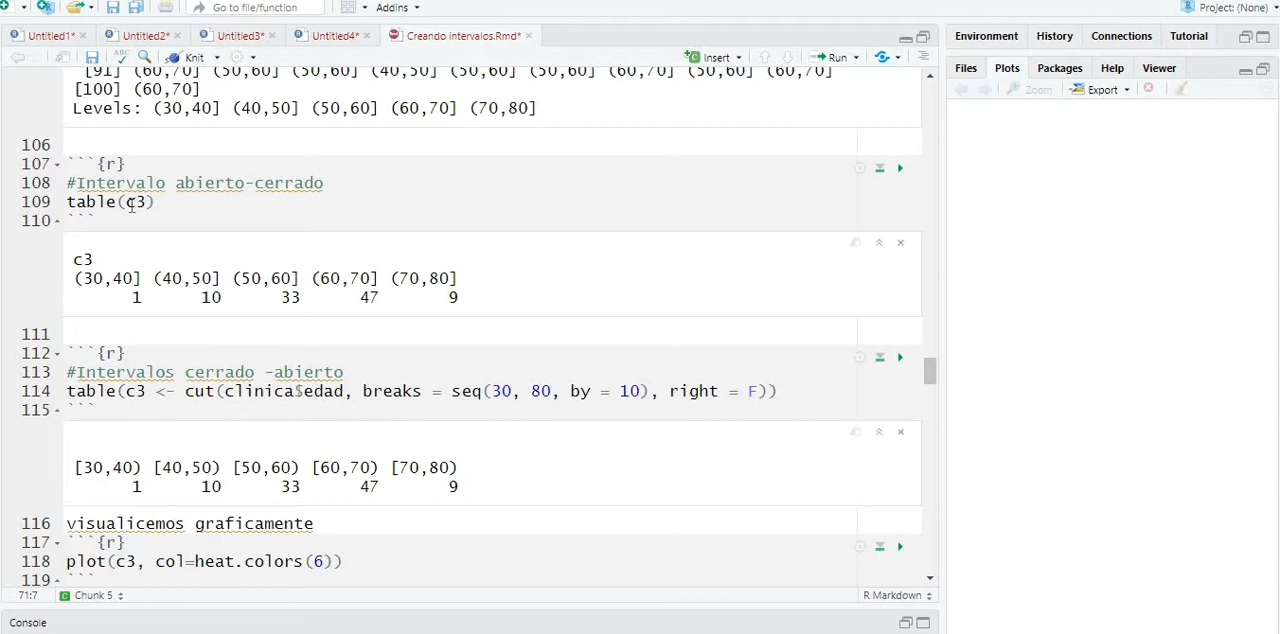 Go to file/function
Addins
Project: (None)
Untitled1*
Untitled2*
Untitled3*
Untitled4*
Creando intervalos.Rmd*
Environment
History
Connections
Tutorial
Knit
Insert
Run
Files
Plots
Packages
Help
Viewer
Zoom
Export
[91] (60,70] (50,60] (50,60] (40,50] (50,60] (50,60] (60,70] (50,60] (60,70]
[100] (60,70]
Levels: (30,40] (40,50] (50,60] (60,70] (70,80]
106
107 ```{r}
108 #Intervalo abierto-cerrado
109 table(c3)
110 ```
c3
(30,40] (40,50] (50,60] (60,70] (70,80]
1 10 33 47 9
111
112 ```{r}
113 #Intervalos cerrado -abierto
114 table(c3 <- cut(clinica$edad, breaks = seq(30, 80, by = 10), right = F))
115 ```
[30,40) [40,50) [50,60) [60,70) [70,80)
1 10 33 47 9
116 visualicemos graficamente
117 ```{r}
118 plot(c3, col=heat.colors(6))
119 ```
71:7 Chunk 5 R Markdown
Console